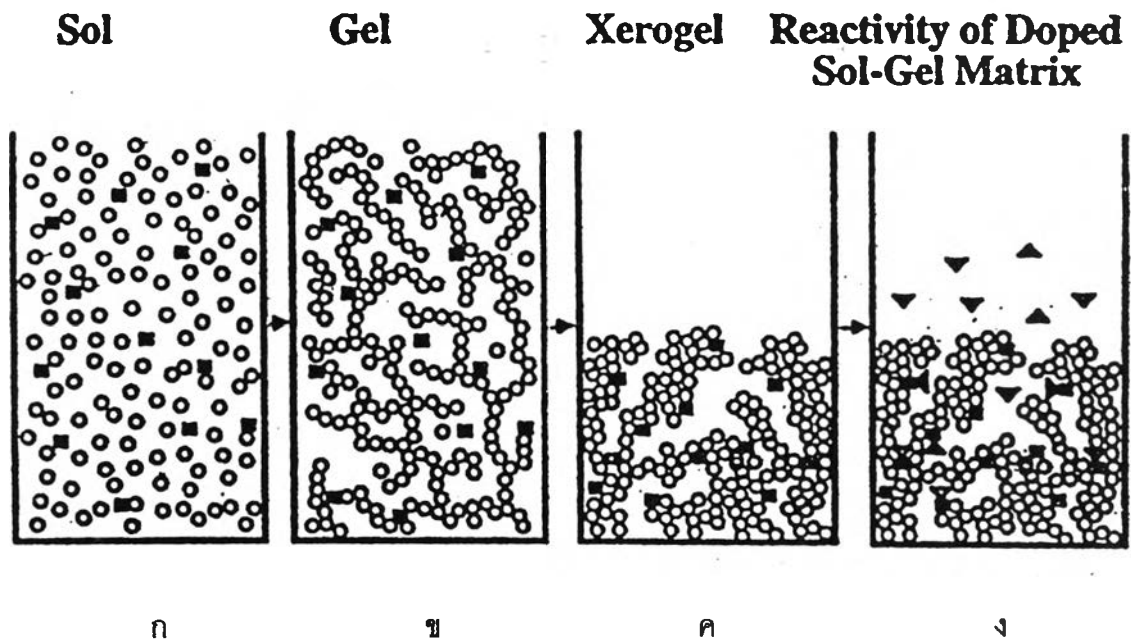 Sol
Gel
Xerogel
Reactivity of Doped
Sol-Gel Matrix
ก
ข
ค
ง